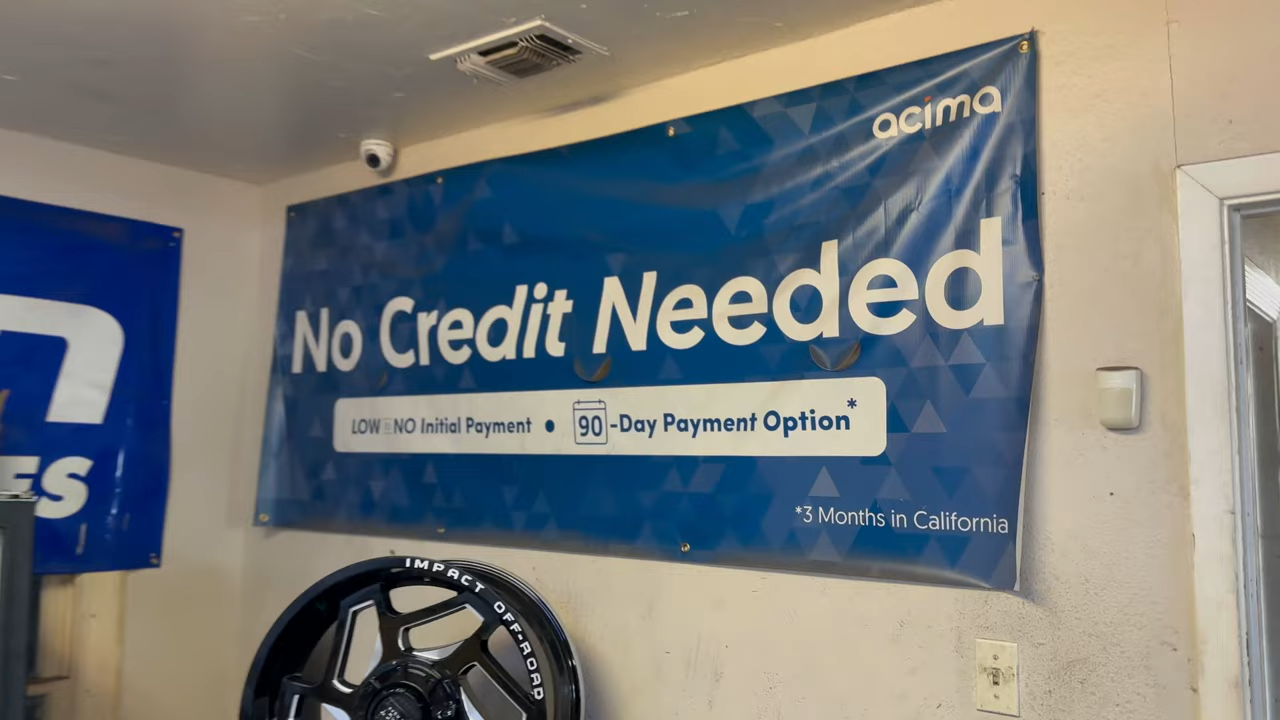 acima
No Credit Needed
LOW OR NO Initial Payment • 90-Day Payment Option*
*3 Months in California
ES
IMPACT OFF-ROAD